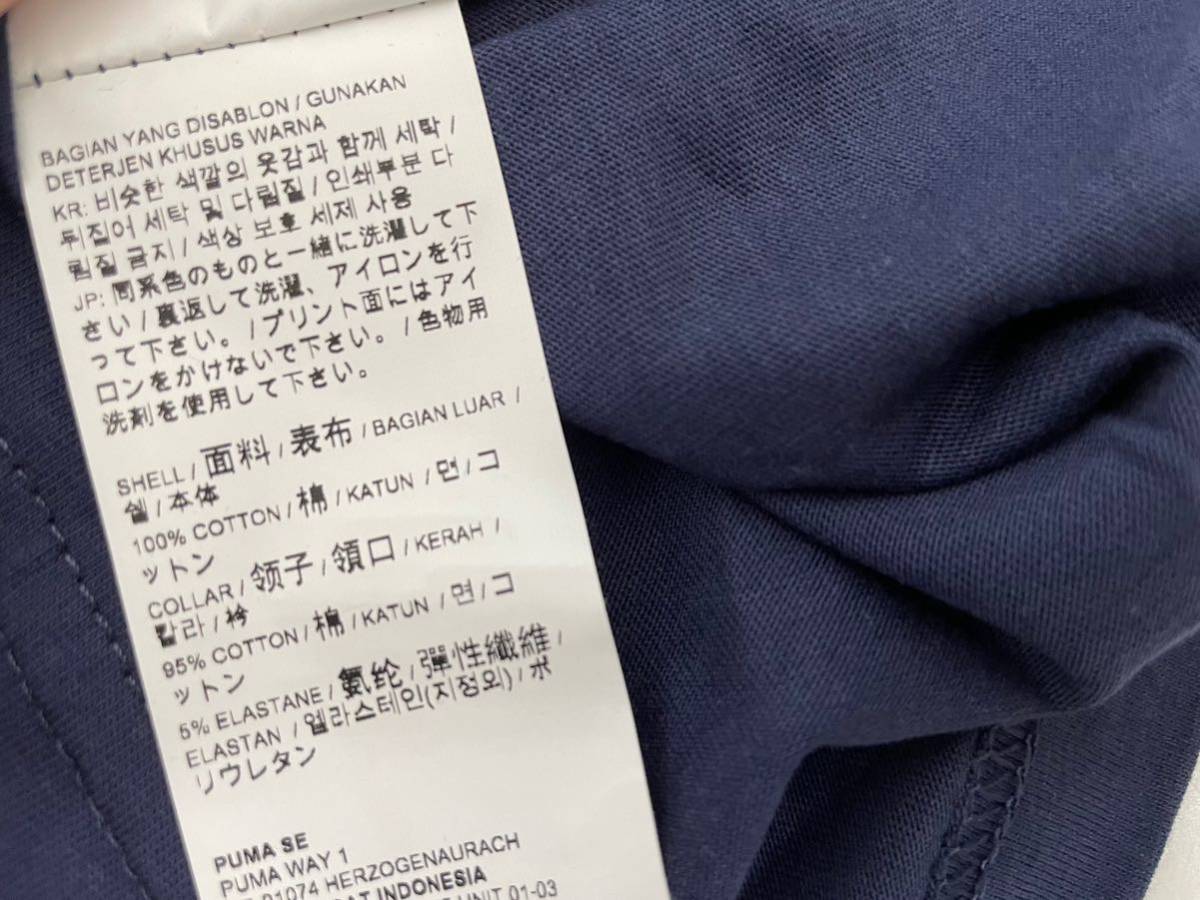 BAGIAN YANG DISABLON / GUNAKAN
DETERJEN KHUSUS WARNA
KR: 비슷한 색깔의 옷감과 함께 세탁 /
뒤집어 세탁 및 다림질 / 인쇄부분 다
림질 금지 / 색상 보호 세제 사용
JP: 同系色のものと一緒に洗濯して下
さい / 裏返して洗濯、アイロンを行
って下さい。 / プリント面にはアイ
ロンをかけないで下さい。 / 色物用
洗剤を使用して下さい。
SHELL / 面料 / 表布 / BAGIAN LUAR /
쉘 / 本体
100% COTTON / 棉 / KATUN / 면 / コ
ットン
COLLAR / 领子 / 領口 / KERAH /
칼라 / 衿
95% COTTON / 棉 / KATUN / 면 / コ
ットン
5% ELASTANE / 氨纶 / 彈性纖維 /
ELASTAN / 엘라스테인(지정외) / ポ
リウレタン
PUMA SE
PUMA WAY 1
91074 HERZOGENAURACH
INDONESIA
UNIT 01-03